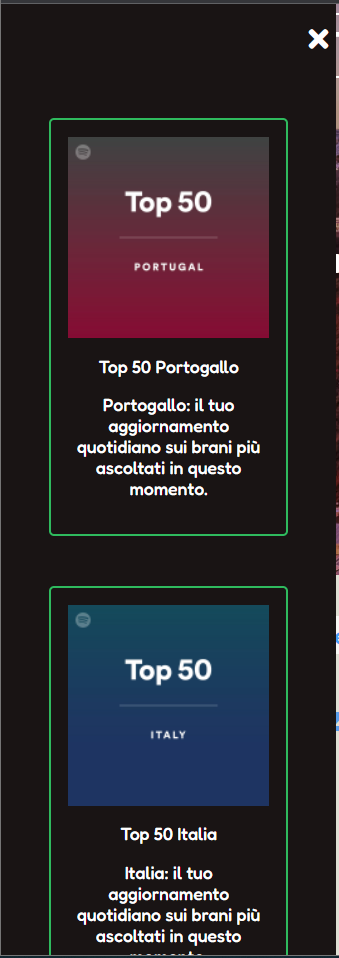 Top 50
PORTUGAL
Top 50 Portogallo
Portogallo: il tuo
aggiornamento
quotidiano sui brani più
ascoltati in questo
momento.
Top 50
ITALY
Top 50 Italia
Italia: il tuo
aggiornamento
quotidiano sui brani più
ascoltati in questo